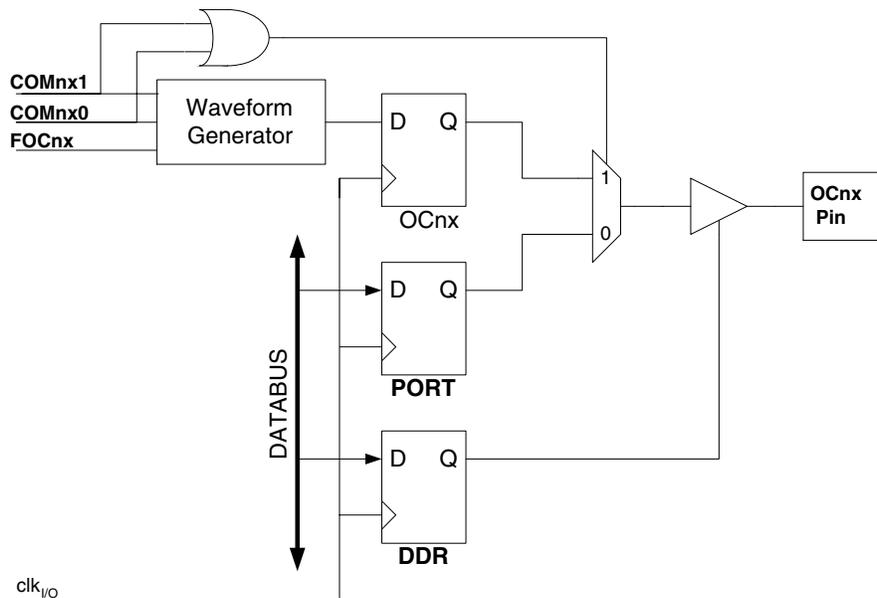 COMnx1
COMnx0
FOCnx
Waveform
Generator
D Q
OCnx
1
0
OCnx
Pin
D Q
PORT
DATABUS
D Q
DDR
clkI/O